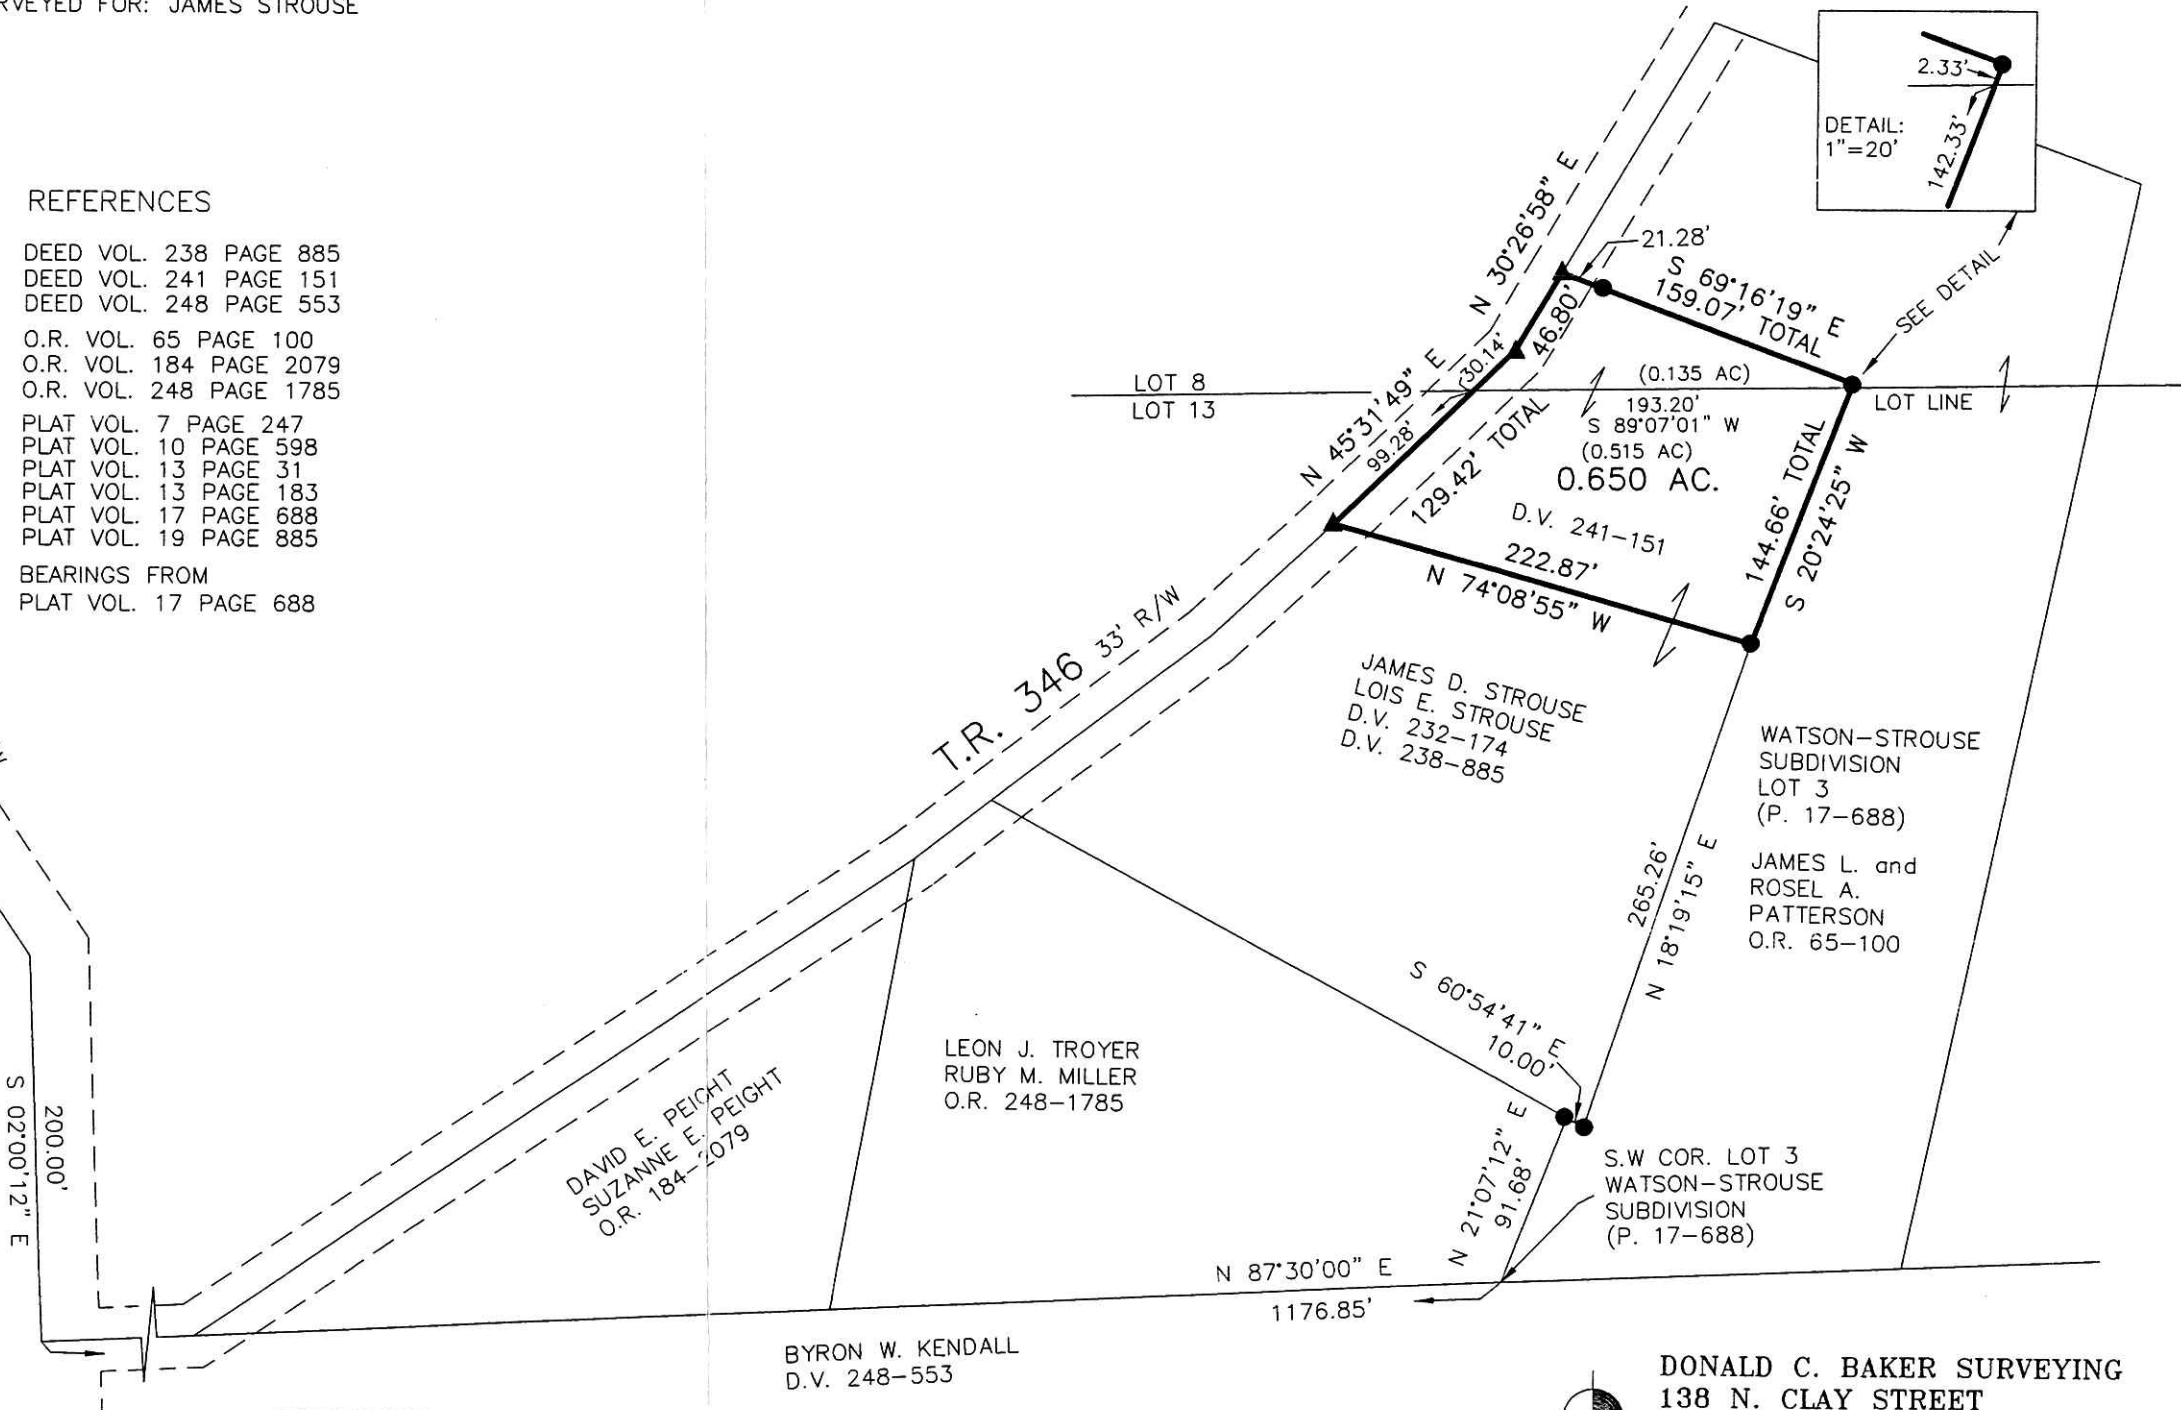 RVEYED FOR: JAMES STROUSE
REFERENCES
DEED VOL. 238 PAGE 885
DEED VOL. 241 PAGE 151
DEED VOL. 248 PAGE 553
O.R. VOL. 65 PAGE 100
O.R. VOL. 184 PAGE 2079
O.R. VOL. 248 PAGE 1785
PLAT VOL. 7 PAGE 247
PLAT VOL. 10 PAGE 598
PLAT VOL. 13 PAGE 31
PLAT VOL. 13 PAGE 183
PLAT VOL. 17 PAGE 688
PLAT VOL. 19 PAGE 885
BEARINGS FROM
PLAT VOL. 17 PAGE 688
2.33'
DETAIL:
1"=20'
142.33'
SEE DETAIL
N 30°26'58" E
21.28'
S 69°16'19" E
159.07' TOTAL
46.80'
30.14'
N 45°31'49" E
99.28'
129.42' TOTAL
LOT 8
LOT 13
(0.135 AC)
193.20'
S 89°07'01" W
(0.515 AC)
0.650 AC.
D.V. 241-151
LOT LINE
144.66' TOTAL
S 20°24'25" W
222.87'
N 74°08'55" W
T.R. 346 33' R/W
JAMES D. STROUSE
LOIS E. STROUSE
D.V. 232-174
D.V. 238-885
WATSON-STROUSE
SUBDIVISION
LOT 3
(P. 17-688)
JAMES L. and
ROSEL A.
PATTERSON
O.R. 65-100
265.26'
N 18°19'15" E
S 60°54'41" E
10.00'
LEON J. TROYER
RUBY M. MILLER
O.R. 248-1785
DAVID E. PEIGHT
SUZANNE E. PEIGHT
O.R. 184-2079
N 21°07'12" E
91.68'
S.W COR. LOT 3
WATSON-STROUSE
SUBDIVISION
(P. 17-688)
200.00'
S 02°00'12" E
N 87°30'00" E
1176.85'
BYRON W. KENDALL
D.V. 248-553
DONALD C. BAKER SURVEYING
138 N. CLAY STREET